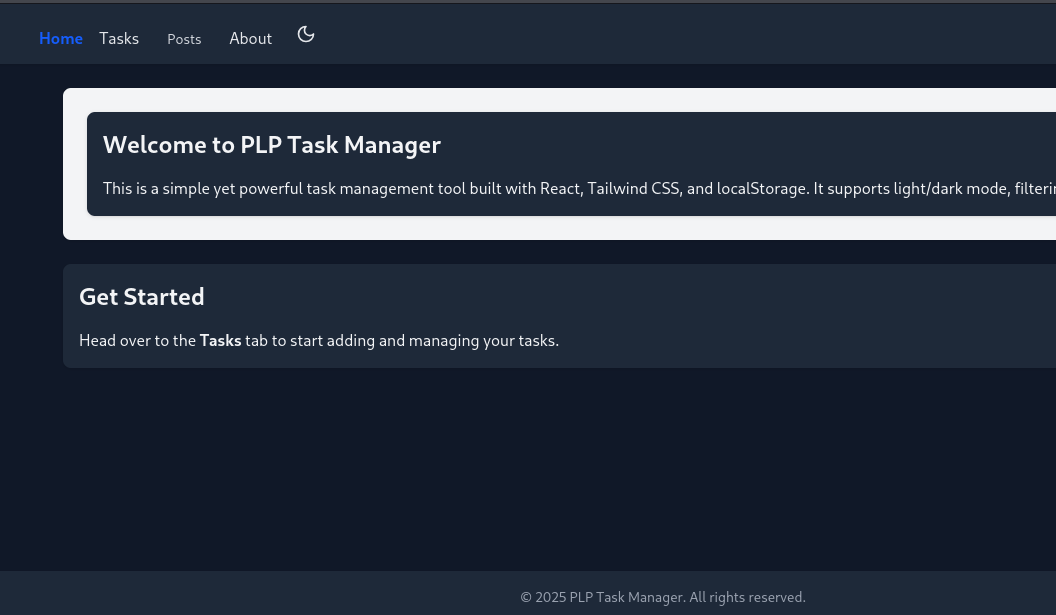 Home Tasks Posts About
Welcome to PLP Task Manager
This is a simple yet powerful task management tool built with React, Tailwind CSS, and localStorage. It supports light/dark mode,
Get Started
Head over to the Tasks tab to start adding and managing your tasks.
© 2025 PLP Task Manager. All rights reserved.